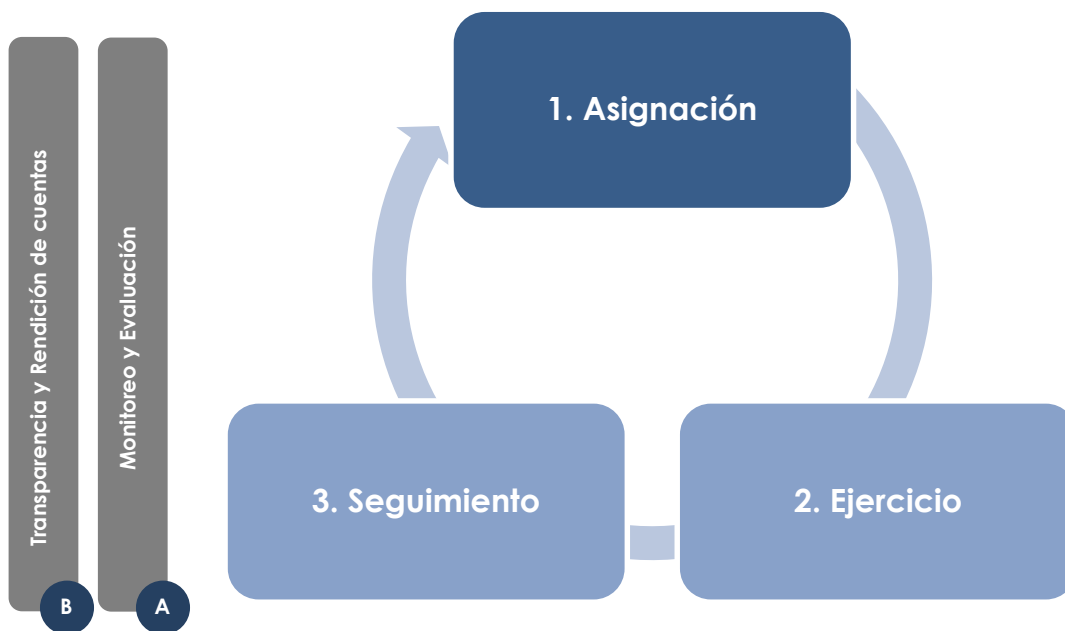 Transparencia y Rendición de cuentas
B
Monitoreo y Evaluación
A
1. Asignación
2. Ejercicio
3. Seguimiento